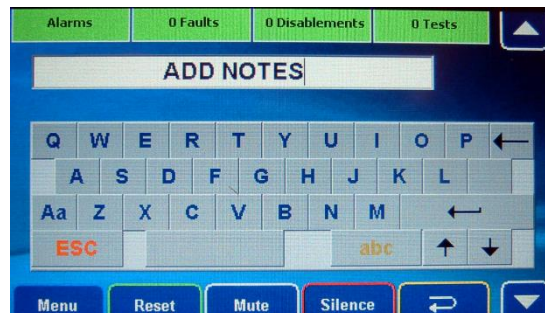 Alarms 0 Faults 0 Disablements 0 Tests
ADD NOTES
Q W E R T Y U I O P
A S D F G H J K L
Aa Z X C V B N M
ESC abc
Menu Reset Mute Silence